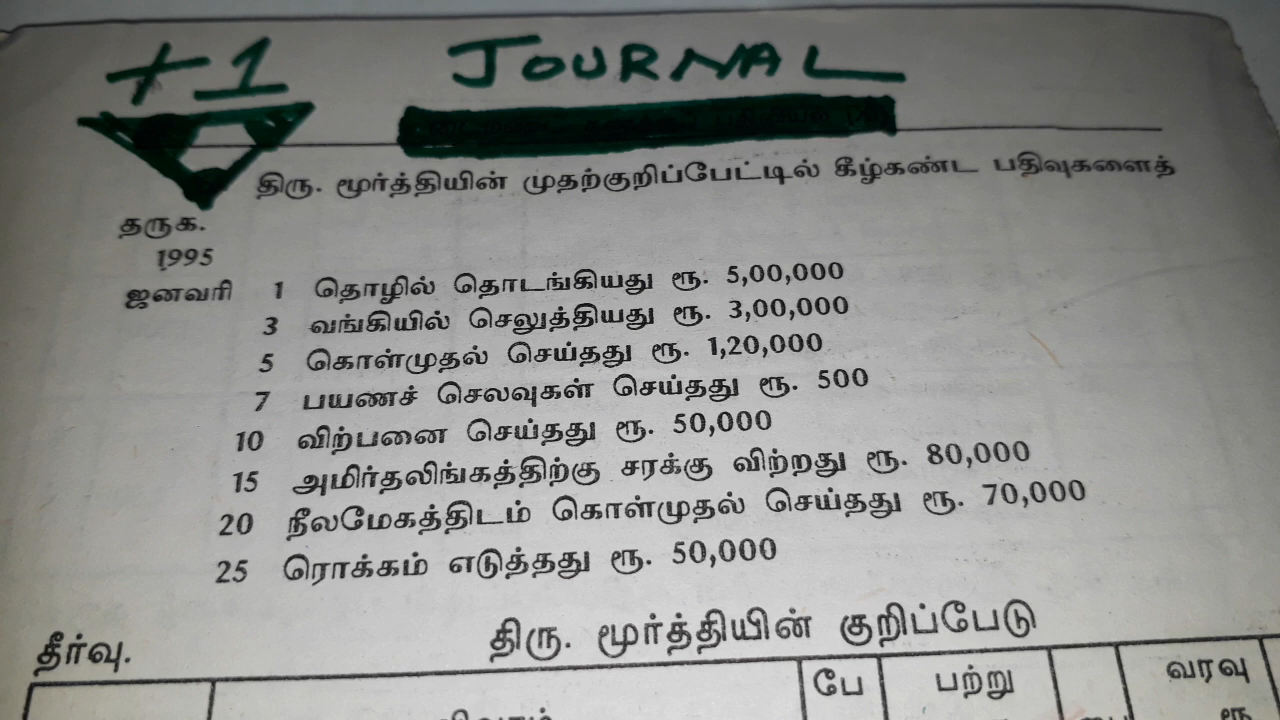 +1 JOURNAL
திரு. மூர்த்தியின் முதற்குறிப்பேட்டில் கீழ்கண்ட பதிவுகளைத்
தருக.
1995
ஜனவரி 1 தொழில் தொடங்கியது ரூ. 5,00,000
3 வங்கியில் செலுத்தியது ரூ. 3,00,000
5 கொள்முதல் செய்தது ரூ. 1,20,000
7 பயணச் செலவுகள் செய்தது ரூ. 500
10 விற்பனை செய்தது ரூ. 50,000
15 அமிர்தலிங்கத்திற்கு சரக்கு விற்றது ரூ. 80,000
20 நீலமேகத்திடம் கொள்முதல் செய்தது ரூ. 70,000
25 ரொக்கம் எடுத்தது ரூ. 50,000
தீர்வு. திரு. மூர்த்தியின் குறிப்பேடு
பே பற்று வரவு
ரூ